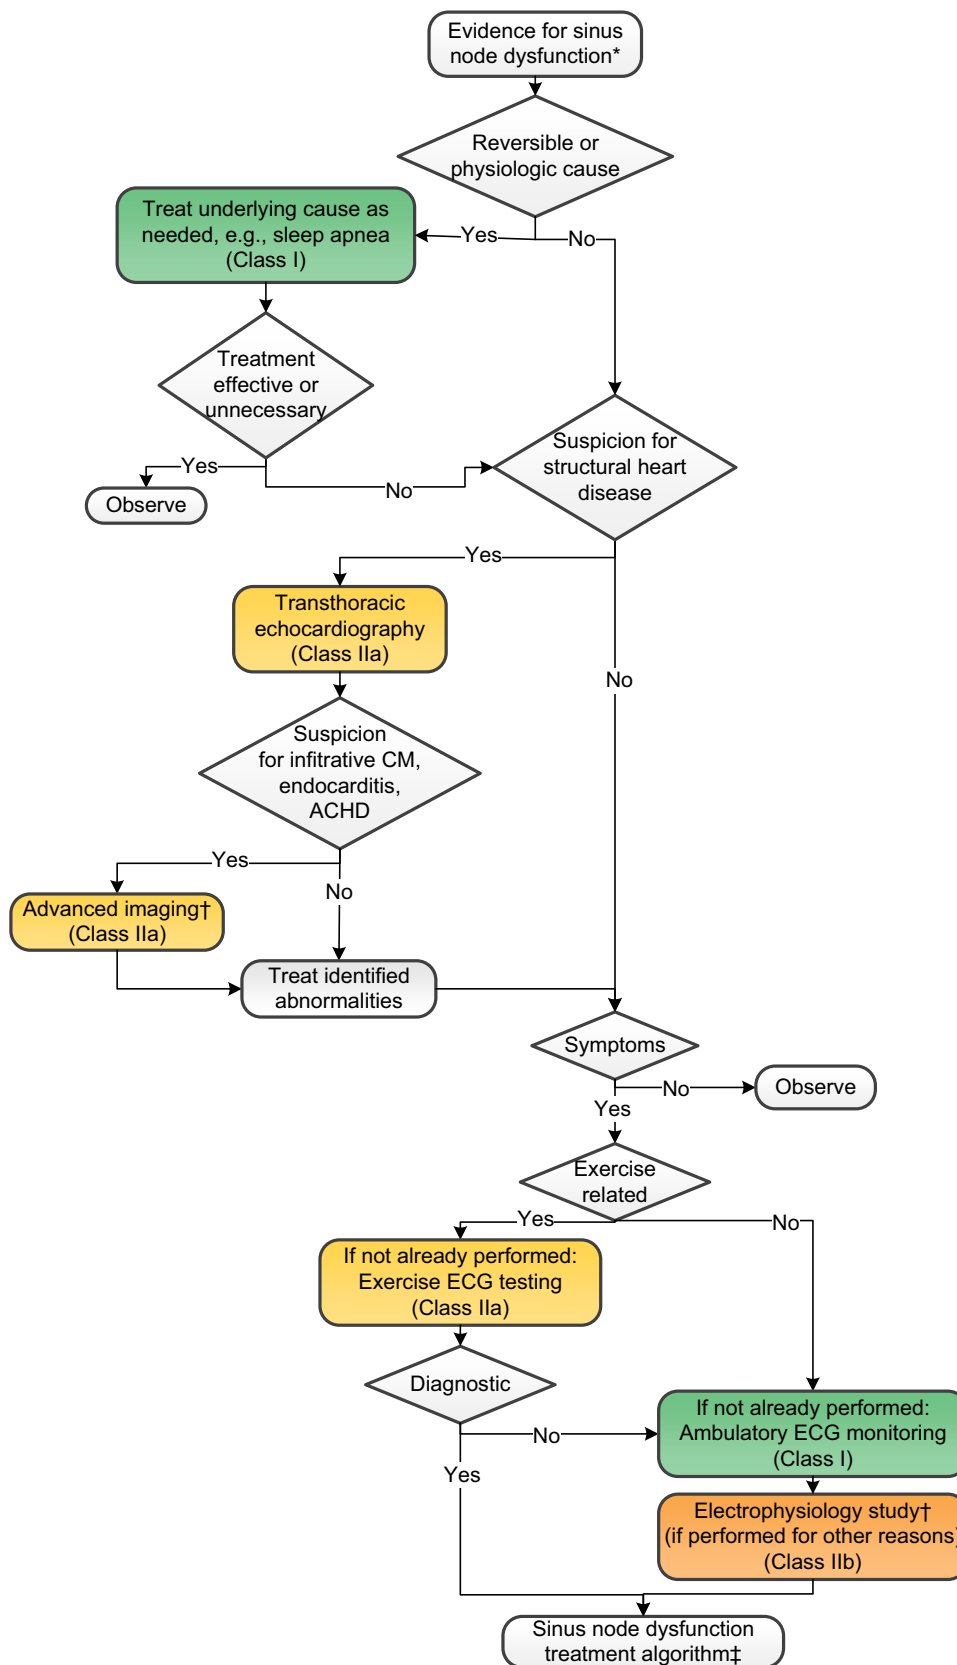 Evidence for sinus
node dysfunction*
Reversible or
physiologic cause
Yes
No
Treat underlying cause as
needed, e.g., sleep apnea
(Class I)
Treatment
effective or
unnecessary
Yes
No
Observe
Suspicion for
structural heart
disease
Yes
No
Transthoracic
echocardiography
(Class IIa)
Suspicion
for infitrative CM,
endocarditis,
ACHD
Yes
No
Advanced imaging†
(Class IIa)
Treat identified
abnormalities
Symptoms
No
Observe
Yes
Exercise
related
Yes
No
If not already performed:
Exercise ECG testing
(Class IIa)
Diagnostic
No
Yes
If not already performed:
Ambulatory ECG monitoring
(Class I)
Electrophysiology study†
(if performed for other reasons)
(Class IIb)
Sinus node dysfunction
treatment algorithm‡